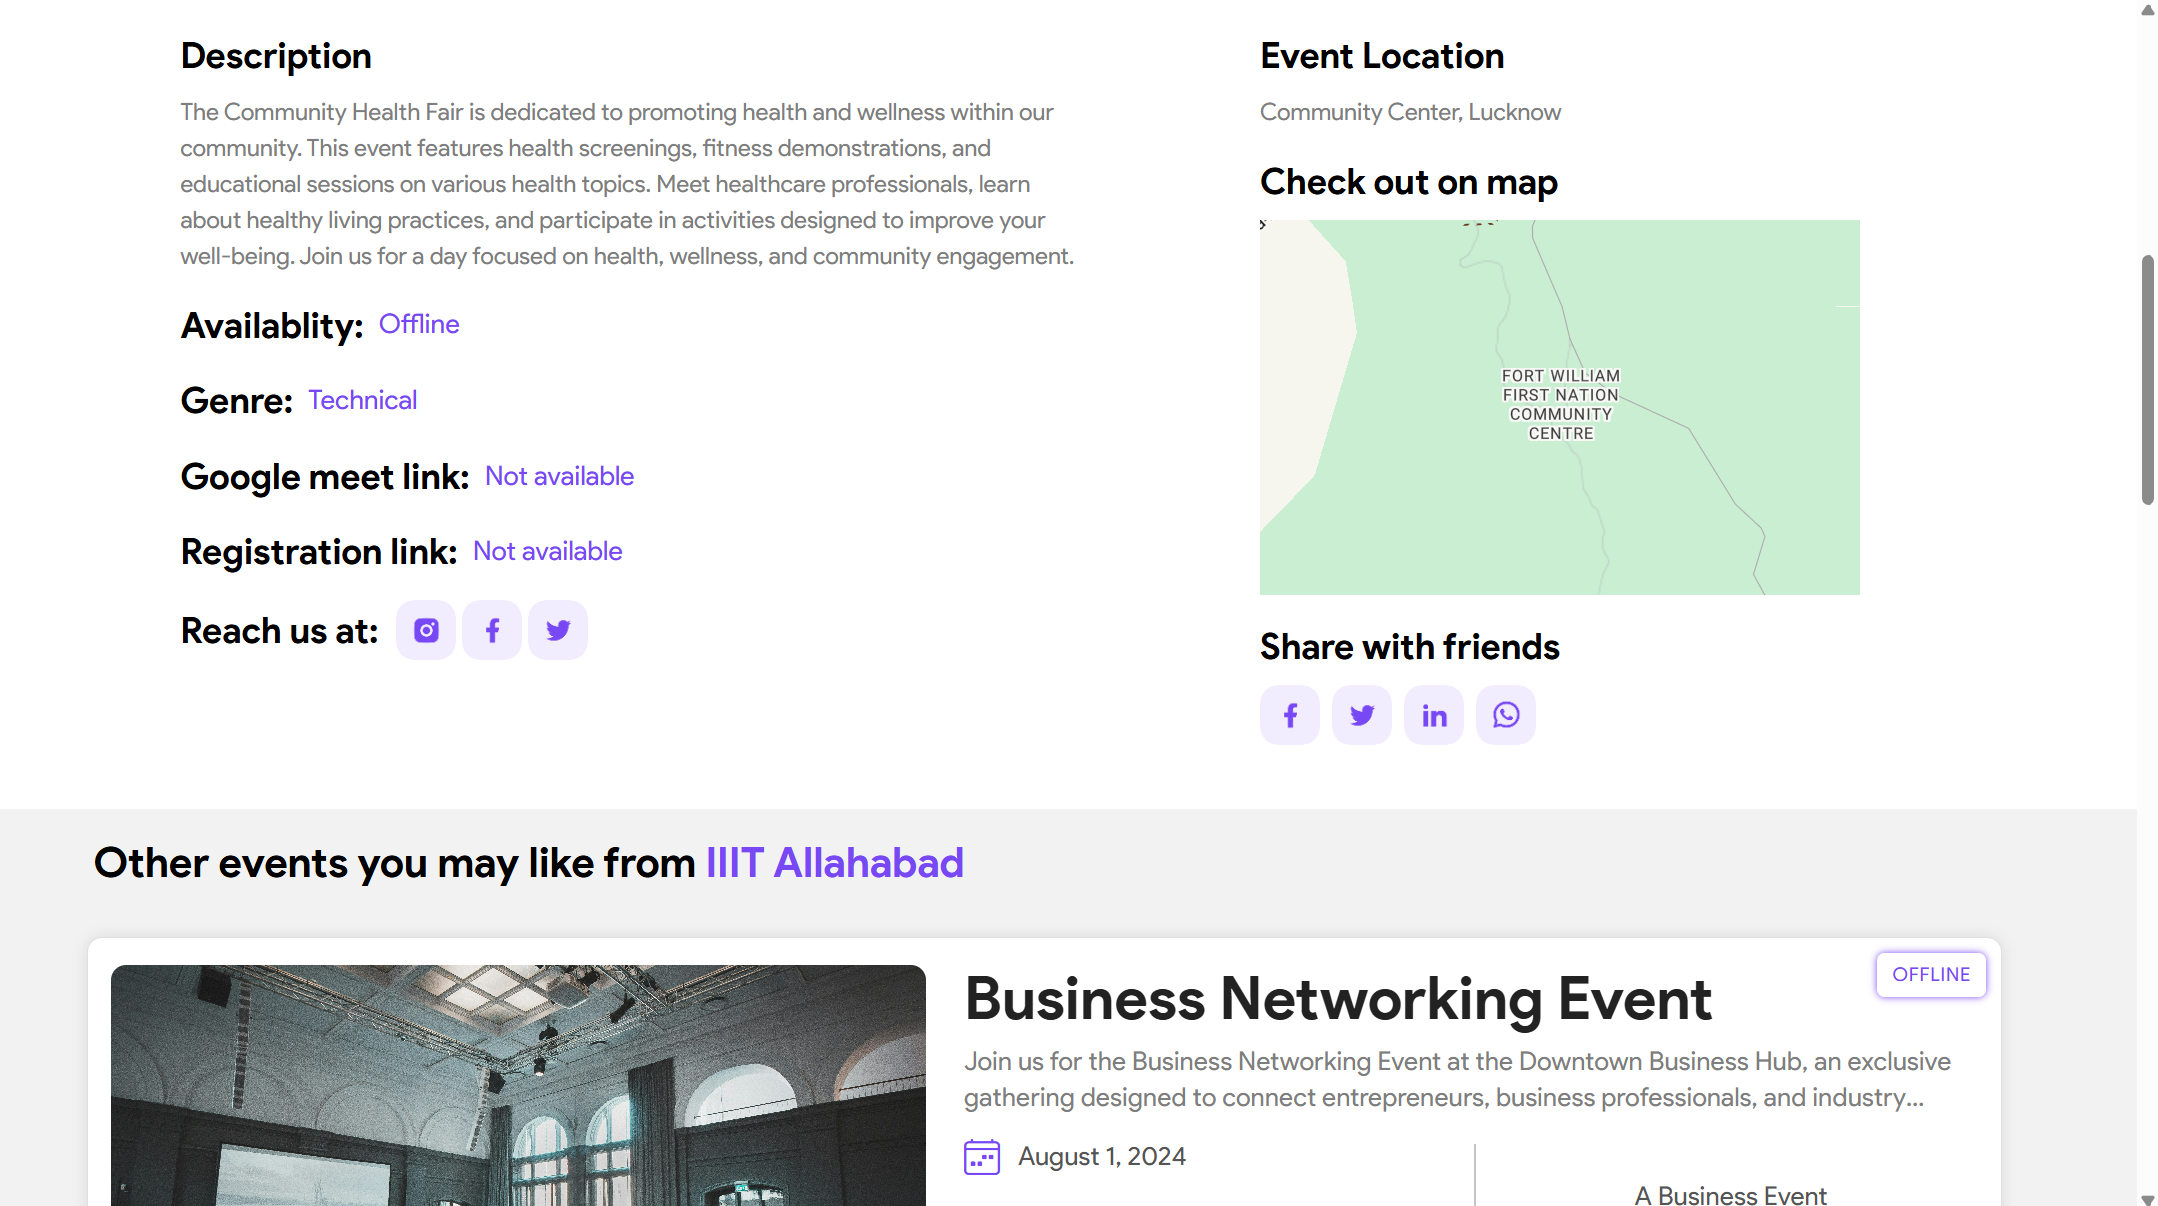 Description
The Community Health Fair is dedicated to promoting health and wellness within our
community. This event features health screenings, fitness demonstrations, and
educational sessions on various health topics. Meet healthcare professionals, learn
about healthy living practices, and participate in activities designed to improve your
well-being. Join us for a day focused on health, wellness, and community engagement.
Availablity: Offline
Genre: Technical
Google meet link: Not available
Registration link: Not available
Reach us at:
Event Location
Community Center, Lucknow
Check out on map
FORT WILLIAM
FIRST NATION
COMMUNITY
CENTRE
Share with friends
Other events you may like from IIIT Allahabad
Business Networking Event
OFFLINE
Join us for the Business Networking Event at the Downtown Business Hub, an exclusive
gathering designed to connect entrepreneurs, business professionals, and industry...
August 1, 2024
A Business Event